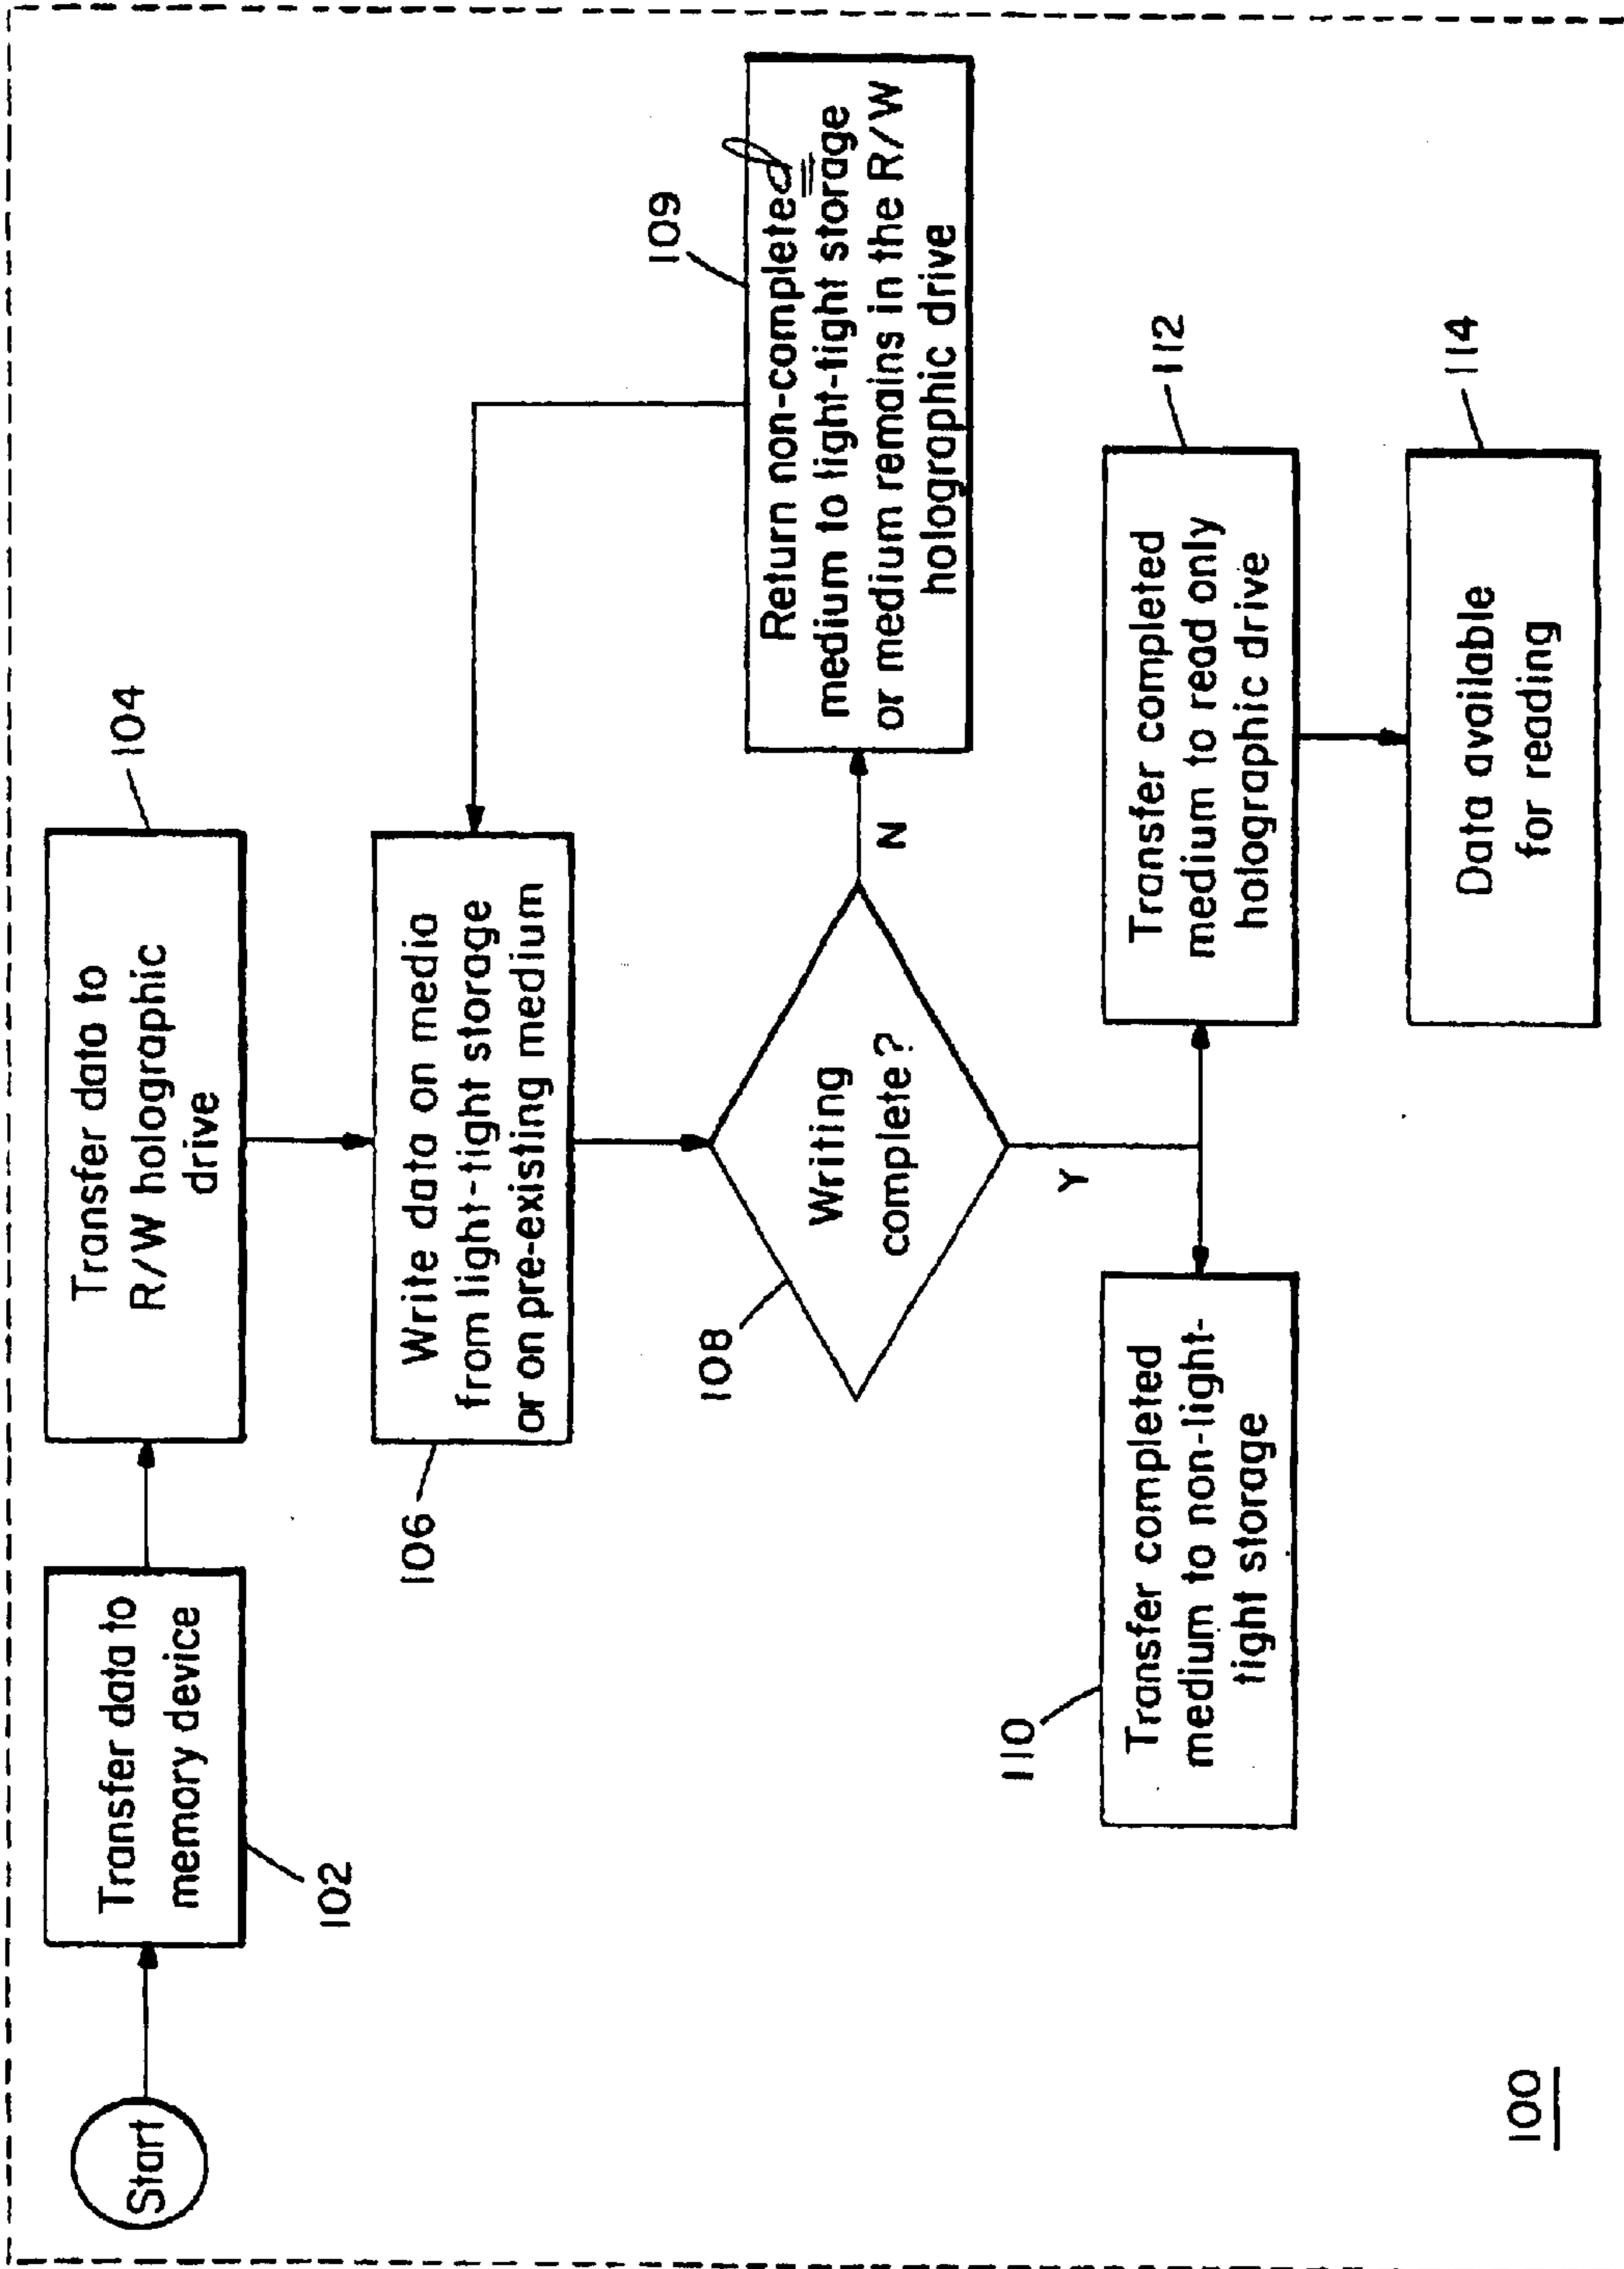 Start
Transfer data to
memory device
102
Transfer data to
R/W holographic
drive
104
Write data on media
from light-tight storage
or on pre-existing medium
106
Writing
complete?
108
N
Y
Return non-completed
medium to light-tight storage
or medium remains in the R/W
holographic drive
109
Transfer completed
medium to non-light-
tight storage
110
Transfer completed
medium to read only
holographic drive
112
Data available
for reading
114
100